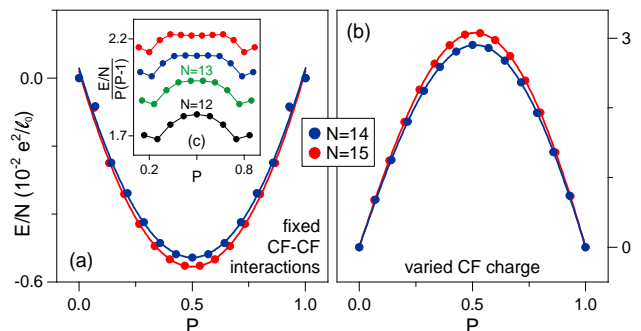 (a)
E/N (10⁻² e²/ℓ₀)
0.0
-0.6
0.0
0.5
1.0
P
fixed
CF-CF
interactions
(c)
E/N
P(P-1)
2.2
1.7
0.2
0.8
P
N=13
N=12
N=14
N=15
(b)
3
0
0.0
0.5
1.0
P
varied CF charge